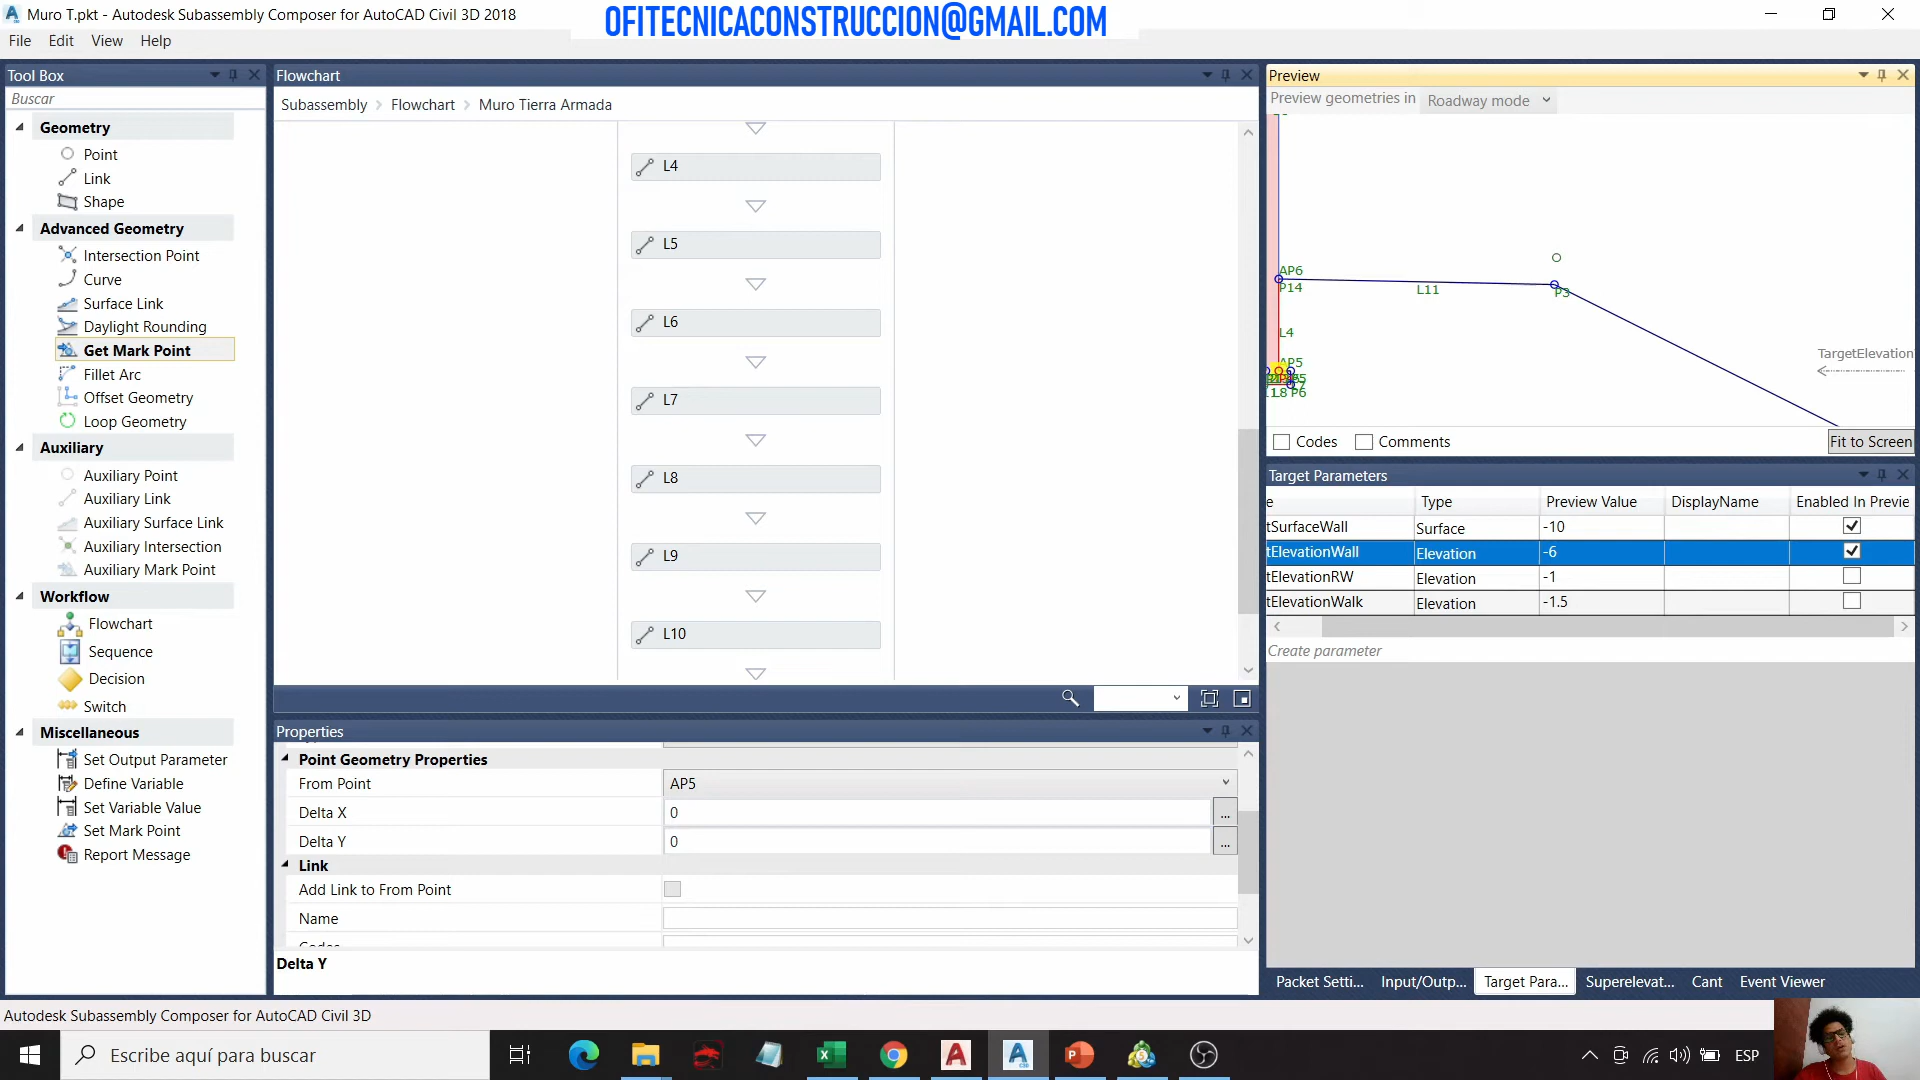 Muro T.pkt - Autodesk Subassembly Composer for AutoCAD Civil 3D 2018
OFITECNICACONSTRUCCION@GMAIL.COM
File Edit View Help
Tool Box
Buscar
Geometry
Point
Link
Shape
Advanced Geometry
Intersection Point
Curve
Surface Link
Daylight Rounding
Get Mark Point
Fillet Arc
Offset Geometry
Loop Geometry
Auxiliary
Auxiliary Point
Auxiliary Link
Auxiliary Surface Link
Auxiliary Intersection
Auxiliary Mark Point
Workflow
Flowchart
Sequence
Decision
Switch
Miscellaneous
Set Output Parameter
Define Variable
Set Variable Value
Set Mark Point
Report Message
Flowchart
Subassembly > Flowchart > Muro Tierra Armada
L4
L5
L6
L7
L8
L9
L10
Properties
Point Geometry Properties
From Point AP5
Delta X 0 ...
Delta Y 0 ...
Link
Add Link to From Point
Name
Codes
Delta Y
Preview
Preview geometries in Roadway mode
AP6
P14
L11
P3
L4
AP5
L8 P6
TargetElevation
Codes Comments Fit to Screen
Target Parameters
e Type Preview Value DisplayName Enabled In Previe
tSurfaceWall Surface -10
tElevationWall Elevation -6
tElevationRW Elevation -1
tElevationWalk Elevation -1.5
Create parameter
Packet Setti... Input/Outp... Target Para... Superelevat... Cant Event Viewer
Autodesk Subassembly Composer for AutoCAD Civil 3D
Escribe aquí para buscar
ESP